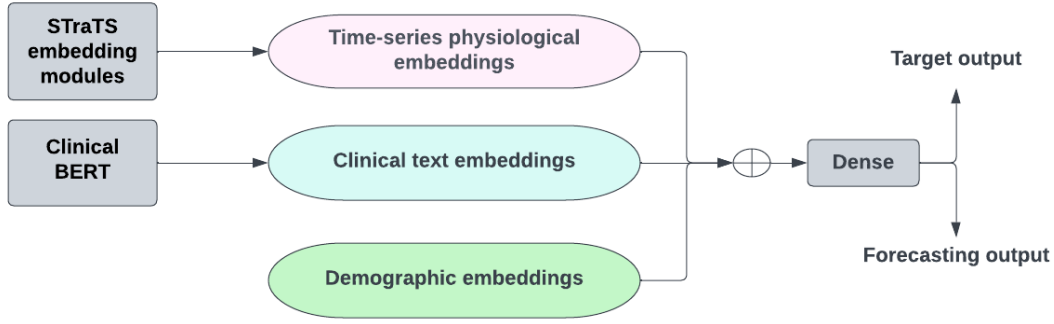 STraTS
embedding
modules
Time-series physiological
embeddings
Clinical
BERT
Clinical text embeddings
Demographic embeddings
Dense
Target output
Forecasting output